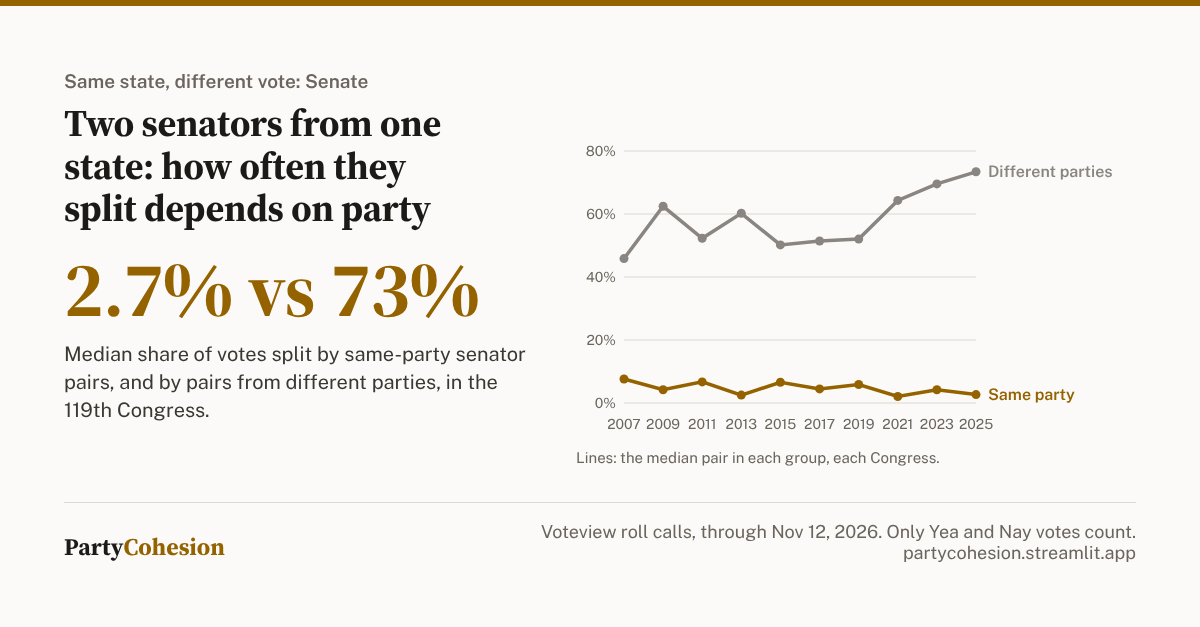 Same state, different vote: Senate
Two senators from one
state: how often they
split depends on party
2.7% vs 73%
Median share of votes split by same-party senator
pairs, and by pairs from different parties, in the
119th Congress.
80%
60%
40%
20%
0%
Different parties
Same party
2007 2009 2011 2013 2015 2017 2019 2021 2023 2025
Lines: the median pair in each group, each Congress.
PartyCohesion
Voteview roll calls, through Nov 12, 2026. Only Yea and Nay votes count.
partycohesion.streamlit.app